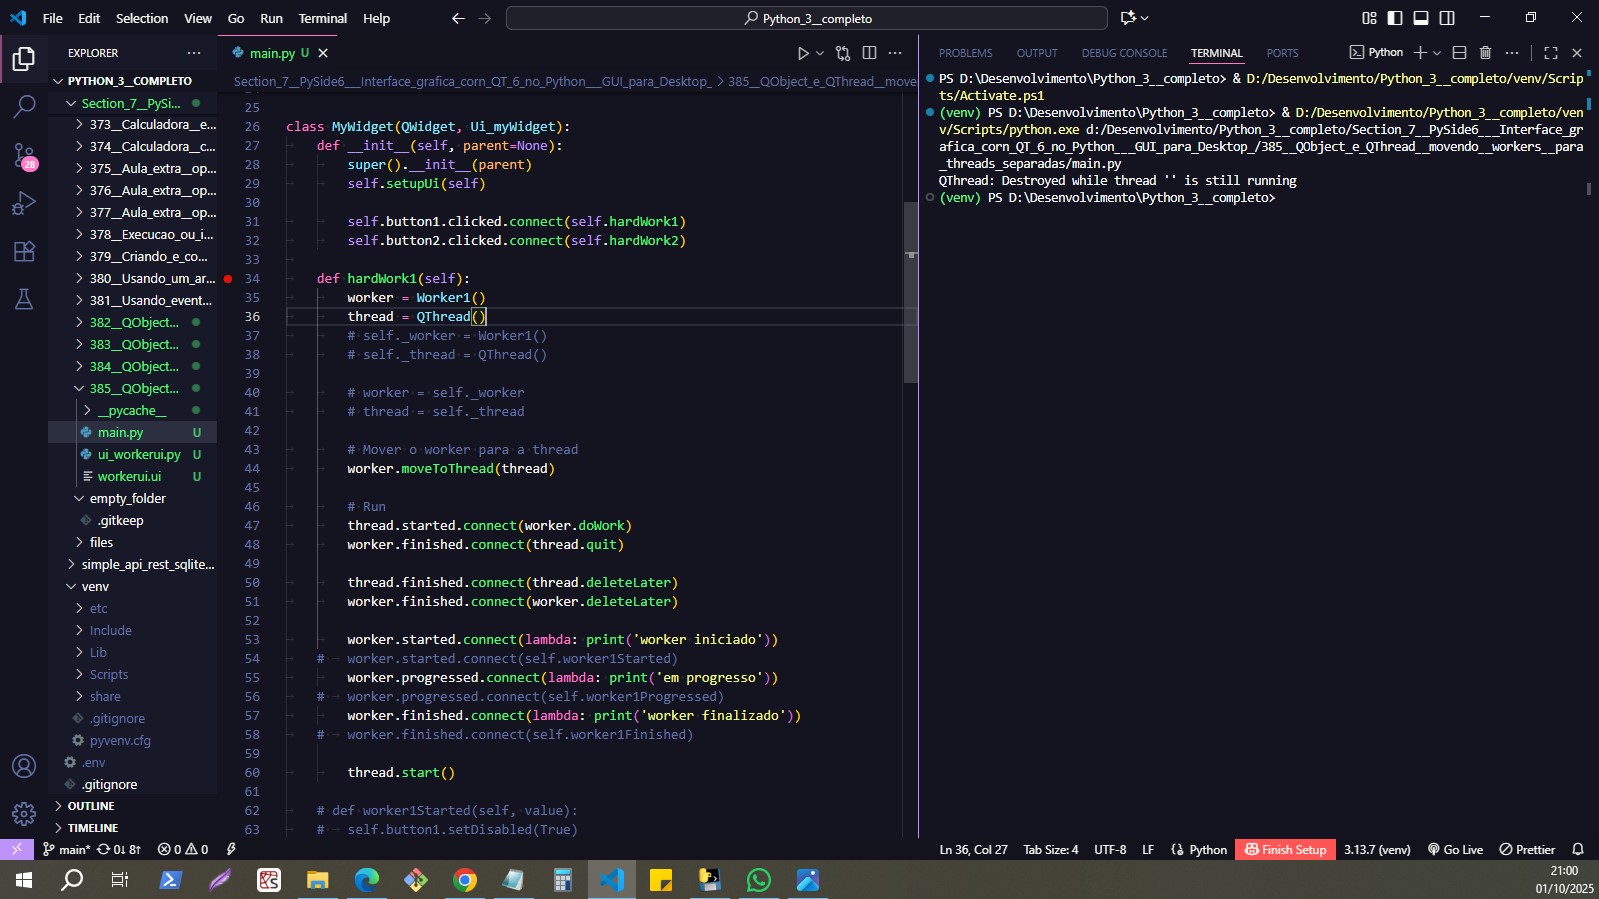 File Edit Selection View Go Run Terminal Help
Python_3__completo
EXPLORER
PYTHON_3__COMPLETO
Section_7__PySi...
373__Calculadora__e...
374__Calculadora__c...
375__Aula_extra__op...
376__Aula_extra__op...
377__Aula_extra__op...
378__Execucao_ou_i...
379__Criando_e_co...
380__Usando_um_ar...
381__Usando_event...
382__QObject...
383__QObject...
384__QObject...
385__QObject...
__pycache__
main.py U
ui_workerui.py U
workerui.ui U
empty_folder
.gitkeep
files
simple_api_rest_sqlite...
venv
etc
Include
Lib
Scripts
share
.gitignore
pyvenv.cfg
.env
.gitignore
OUTLINE
TIMELINE
28
main.py U
Section_7__PySide6___Interface_grafica_corn_QT_6_no_Python___GUI_para_Desktop_ > 385__QObject_e_QThread__move
25
26 class MyWidget(QWidget, Ui_myWidget):
27 def __init__(self, parent=None):
28 super().__init__(parent)
29 self.setupUi(self)
30
31 self.button1.clicked.connect(self.hardWork1)
32 self.button2.clicked.connect(self.hardWork2)
33
34 def hardWork1(self):
35 worker = Worker1()
36 thread = QThread()
37 # self._worker = Worker1()
38 # self._thread = QThread()
39
40 # worker = self._worker
41 # thread = self._thread
42
43 # Mover o worker para a thread
44 worker.moveToThread(thread)
45
46 # Run
47 thread.started.connect(worker.doWork)
48 worker.finished.connect(thread.quit)
49
50 thread.finished.connect(thread.deleteLater)
51 worker.finished.connect(worker.deleteLater)
52
53 worker.started.connect(lambda: print('worker iniciado'))
54 # worker.started.connect(self.worker1Started)
55 worker.progressed.connect(lambda: print('em progresso'))
56 # worker.progressed.connect(self.worker1Progressed)
57 worker.finished.connect(lambda: print('worker finalizado'))
58 # worker.finished.connect(self.worker1Finished)
59
60 thread.start()
61
62 # def worker1Started(self, value):
63 # self.button1.setDisabled(True)
PROBLEMS OUTPUT DEBUG CONSOLE TERMINAL PORTS Python
PS D:\Desenvolvimento\Python_3__completo> & D:/Desenvolvimento/Python_3__completo/venv/Scrip
ts/Activate.ps1
(venv) PS D:\Desenvolvimento\Python_3__completo> & D:/Desenvolvimento/Python_3__completo/ven
v/Scripts/python.exe d:/Desenvolvimento/Python_3__completo/Section_7__PySide6___Interface_gr
afica_corn_QT_6_no_Python___GUI_para_Desktop_/385__QObject_e_QThread__movendo__workers__para
_threads_separadas/main.py
QThread: Destroyed while thread '' is still running
(venv) PS D:\Desenvolvimento\Python_3__completo>
main* 0↓ 8↑ 0 0 Ln 36, Col 27 Tab Size: 4 UTF-8 LF Python Finish Setup 3.13.7 (venv) Go Live Prettier
21:00
01/10/2025